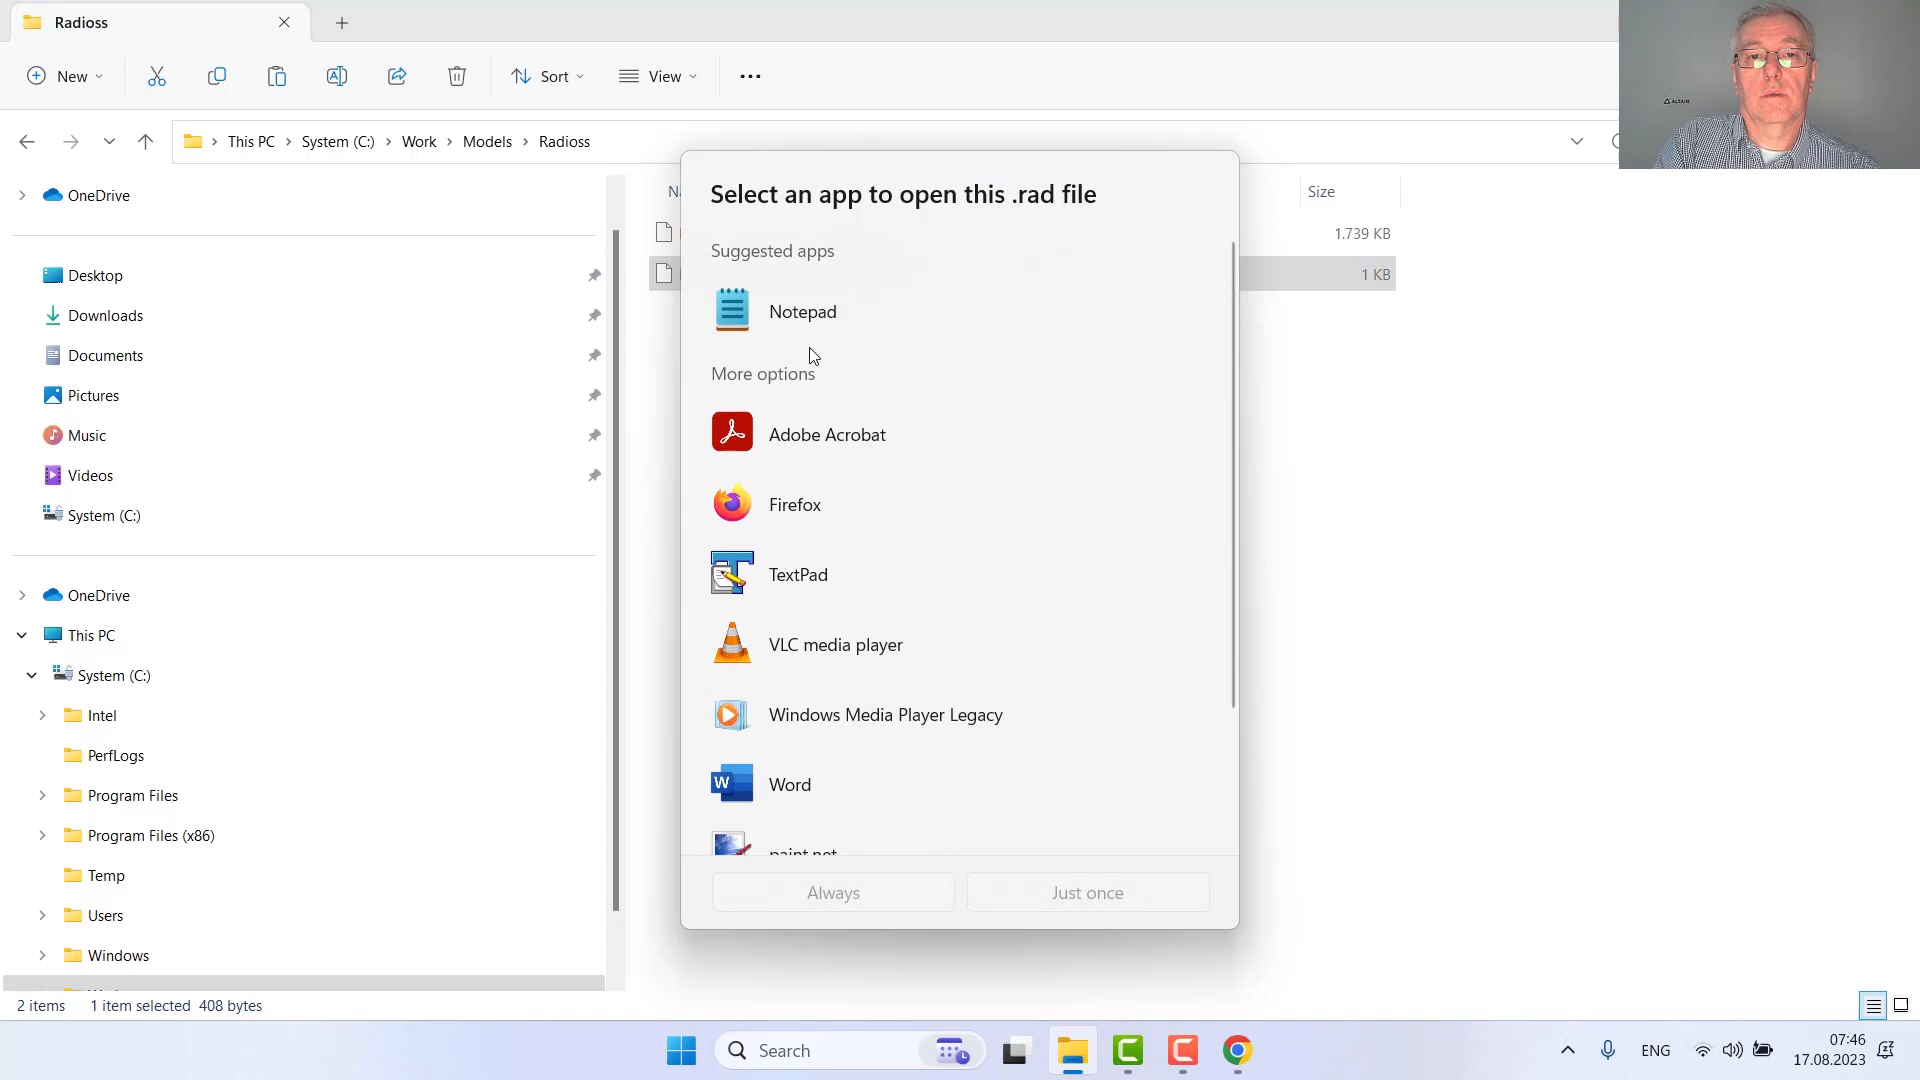 Radioss
New
Sort
View
This PC
System (C:)
Work
Models
Radioss
ALTAIR
OneDrive
Desktop
Downloads
Documents
Pictures
Music
Videos
System (C:)
OneDrive
This PC
System (C:)
Intel
PerfLogs
Program Files
Program Files (x86)
Temp
Users
Windows
Size
1.739 KB
1 KB
Select an app to open this .rad file
Suggested apps
Notepad
More options
Adobe Acrobat
Firefox
TextPad
VLC media player
Windows Media Player Legacy
Word
paint.net
Always
Just once
2 items
1 item selected 408 bytes
Search
ENG
07:46
17.08.2023